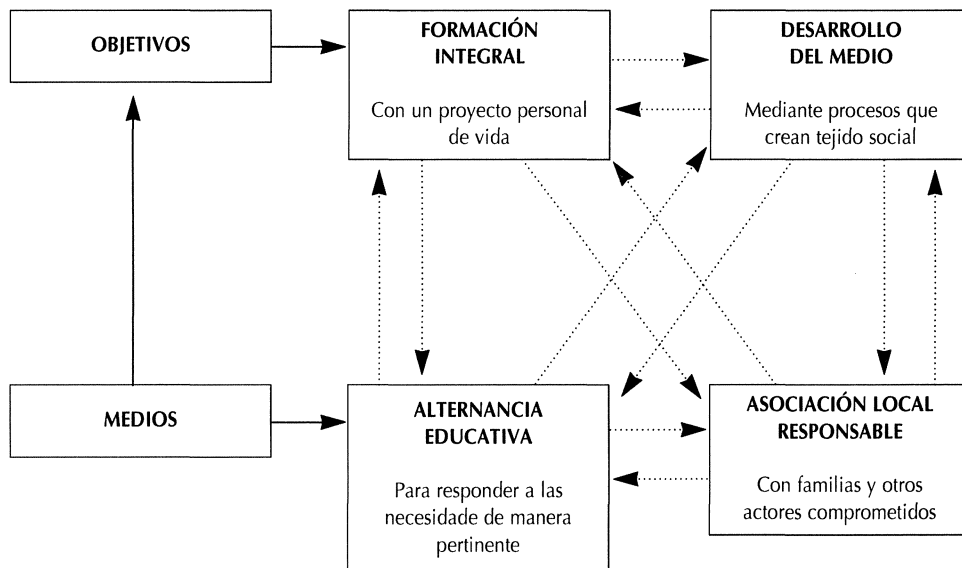 OBJETIVOS
FORMACIÓN
INTEGRAL
Con un proyecto personal
de vida
DESARROLLO
DEL MEDIO
Mediante procesos que
crean tejido social
MEDIOS
ALTERNANCIA
EDUCATIVA
Para responder a las
necesidade de manera
pertinente
ASOCIACIÓN LOCAL
RESPONSABLE
Con familias y otros
actores comprometidos